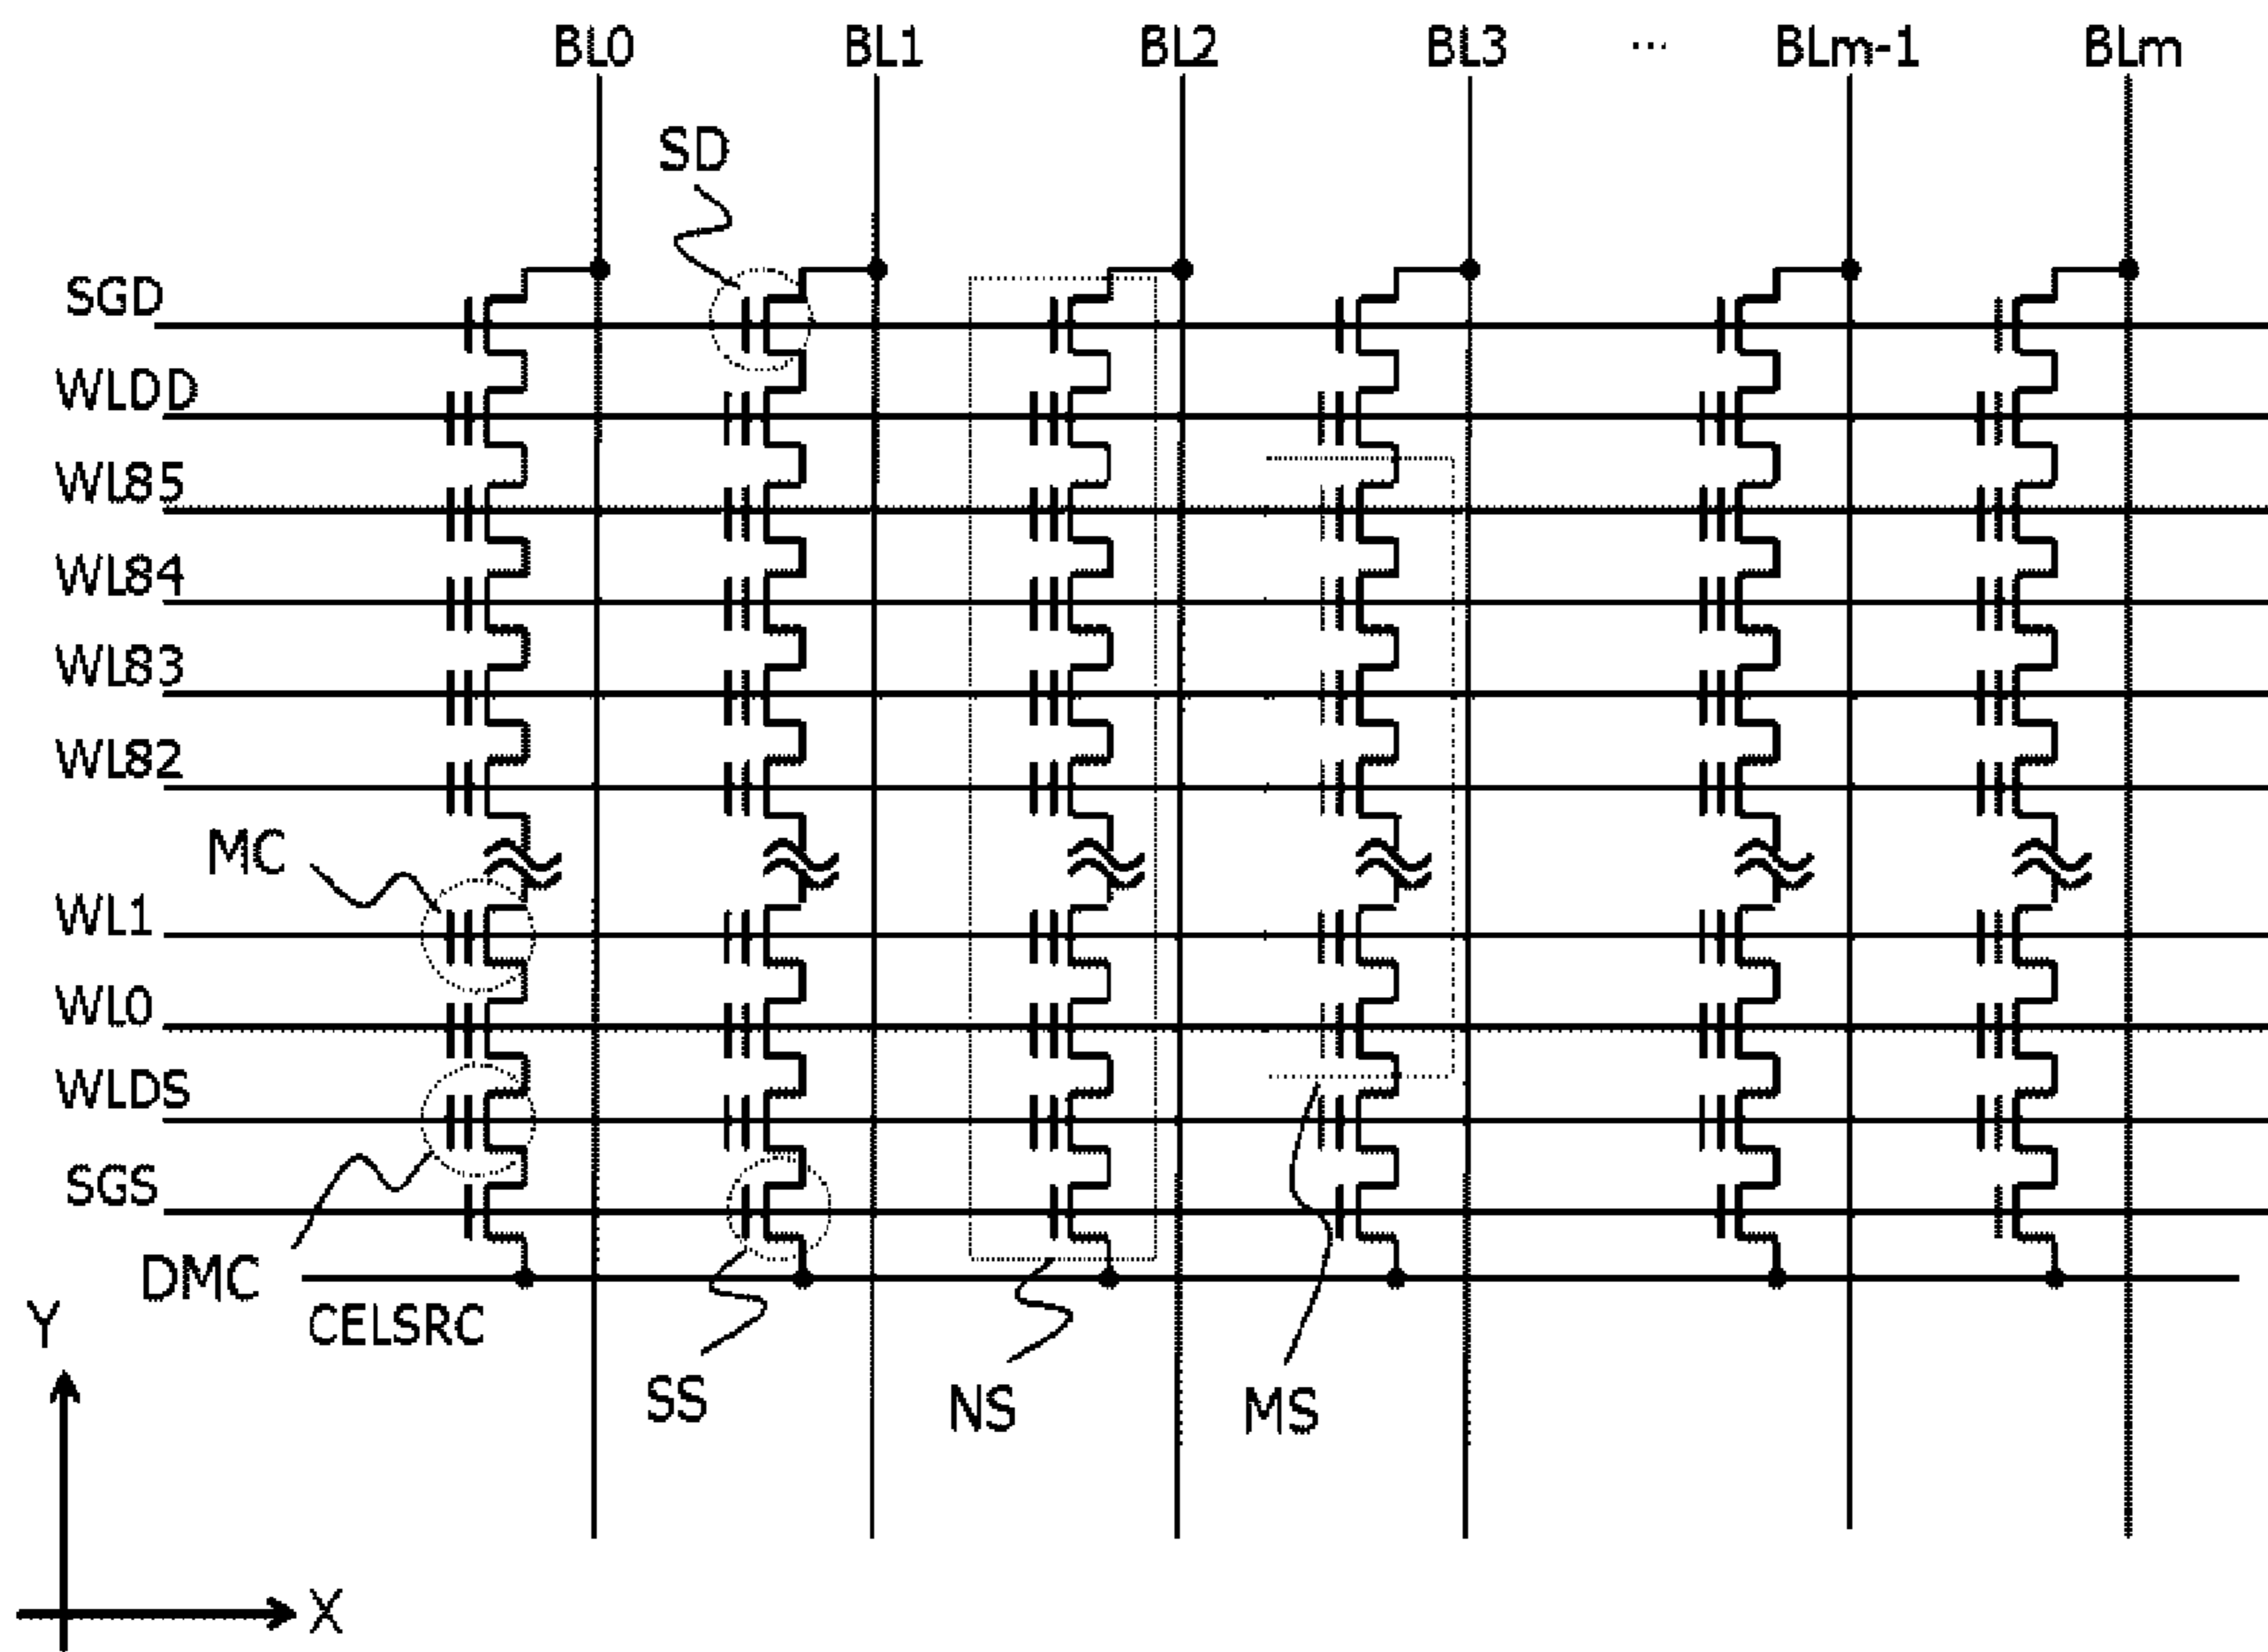 BL0 BL1 BL2 BL3 ... BLm-1 BLm
SD
SGD
WLDD
WL85
WL84
WL83
WL82
MC
WL1
WL0
WLDS
SGS
DMC
CELSRC
SS NS MS
Y
X